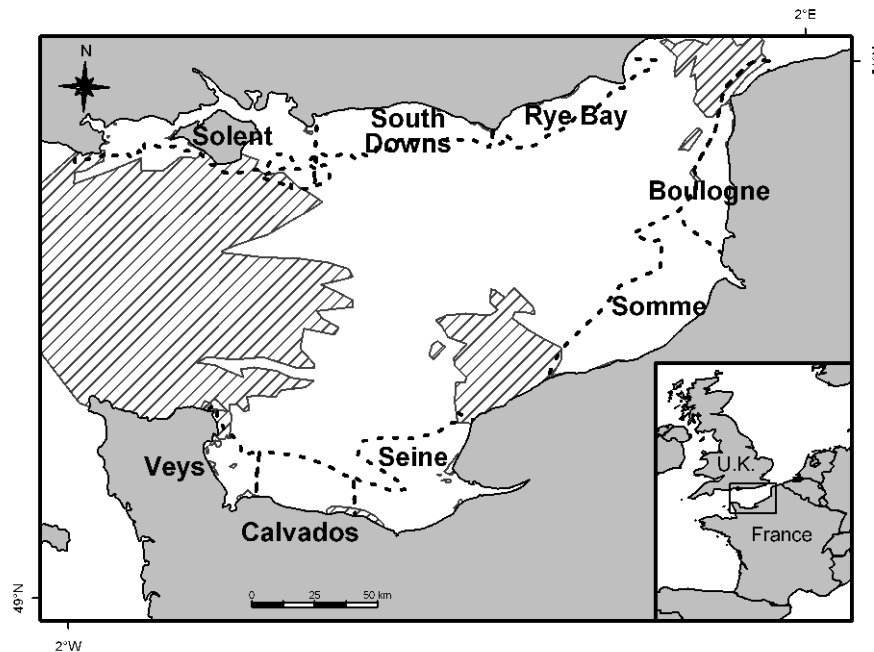 2°E
N
Solent
South
Downs
Rye Bay
Boulogne
Somme
Veys
Seine
Calvados
U.K.
France
0 25 50 km
49°N
2°W